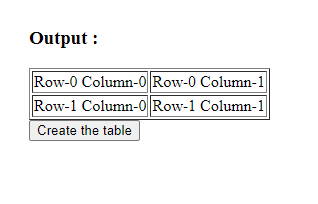 Output :
Row-0 Column-0 Row-0 Column-1
Row-1 Column-0 Row-1 Column-1
Create the table